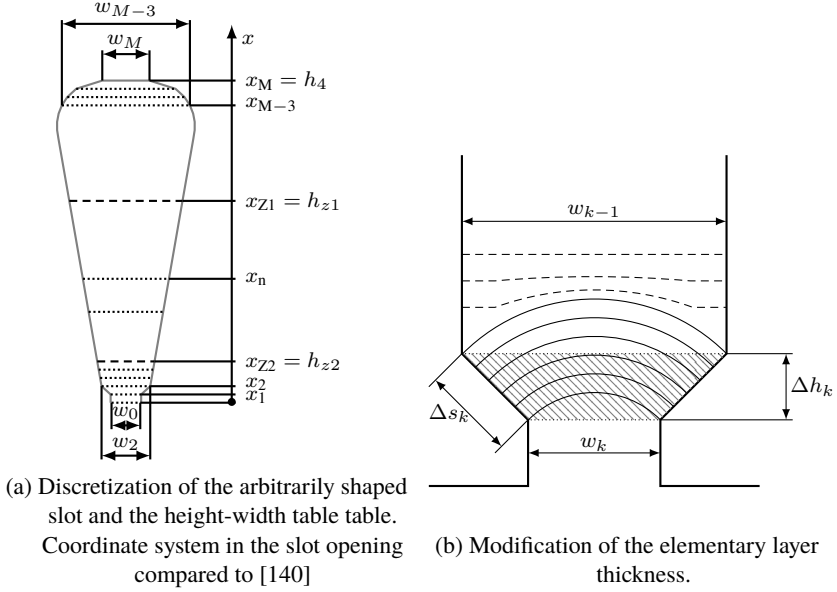 w_{M−3}
w_M
x
x_M = h_4
x_{M−3}
x_{Z1} = h_{z1}
x_n
x_{Z2} = h_{z2}
x_2
x_1
w_0
w_2
(a) Discretization of the arbitrarily shaped
slot and the height-width table table.
Coordinate system in the slot opening
compared to [140]
w_{k−1}
Δh_k
Δs_k
w_k
(b) Modification of the elementary layer
thickness.